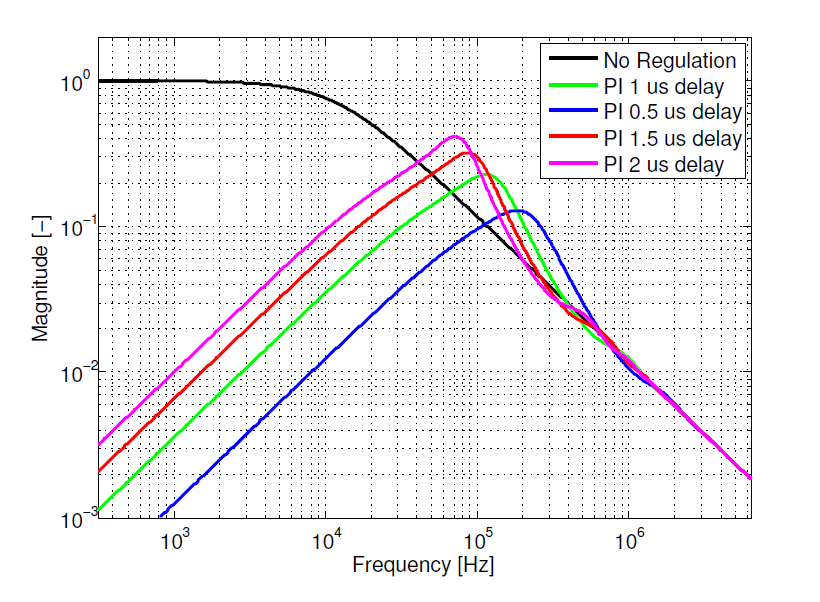 No Regulation
PI 1 us delay
PI 0.5 us delay
PI 1.5 us delay
PI 2 us delay
10^0
10^−1
10^−2
10^−3
Magnitude [−]
10^3 10^4 10^5 10^6
Frequency [Hz]